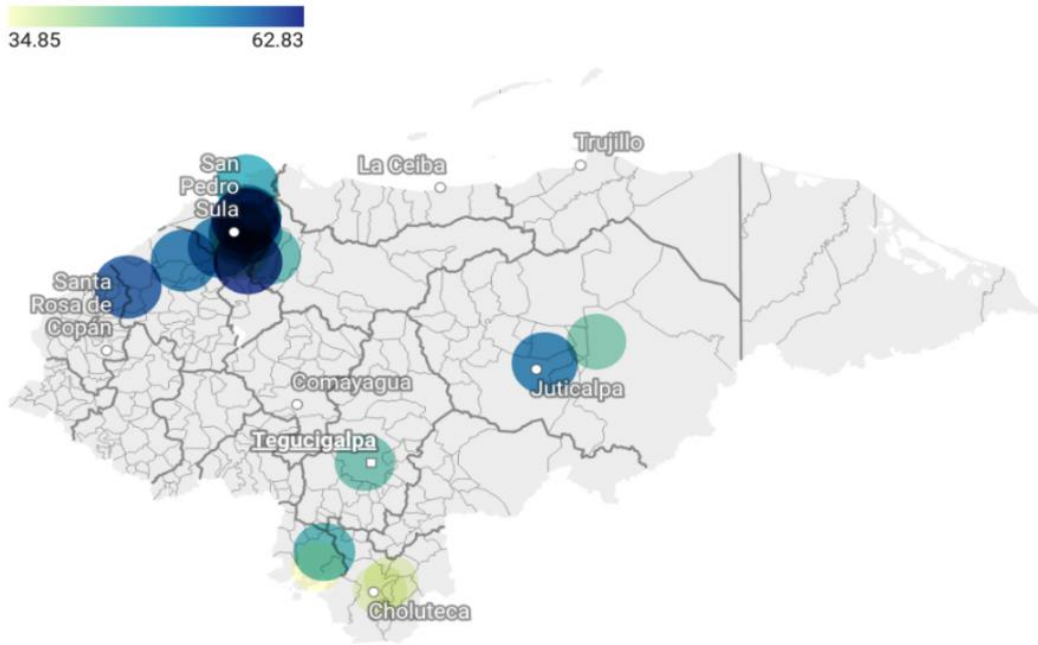 34.85
62.83
Trujillo
San
Pedro
Sula
La Ceiba
Santa
Rosa de
Copán
Juticalpa
Comayagua
Tegucigalpa
Choluteca